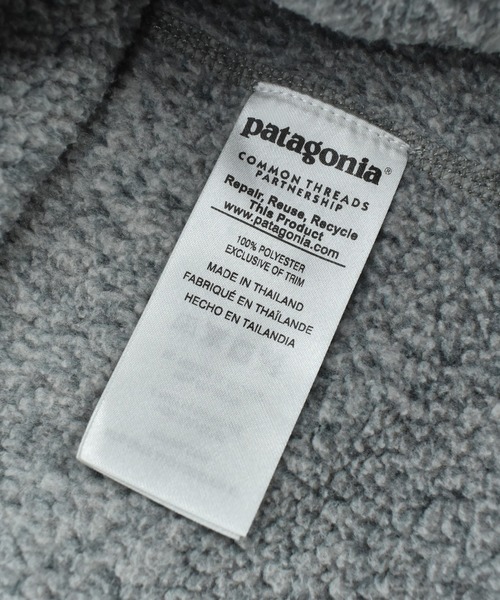 patagonia®
COMMON THREADS
PARTNERSHIP
Repair, Reuse, Recycle
This Product
www.patagonia.com
100% POLYESTER
EXCLUSIVE OF TRIM
MADE IN THAILAND
FABRIQUÉ EN THAÏLANDE
HECHO EN TAILANDIA